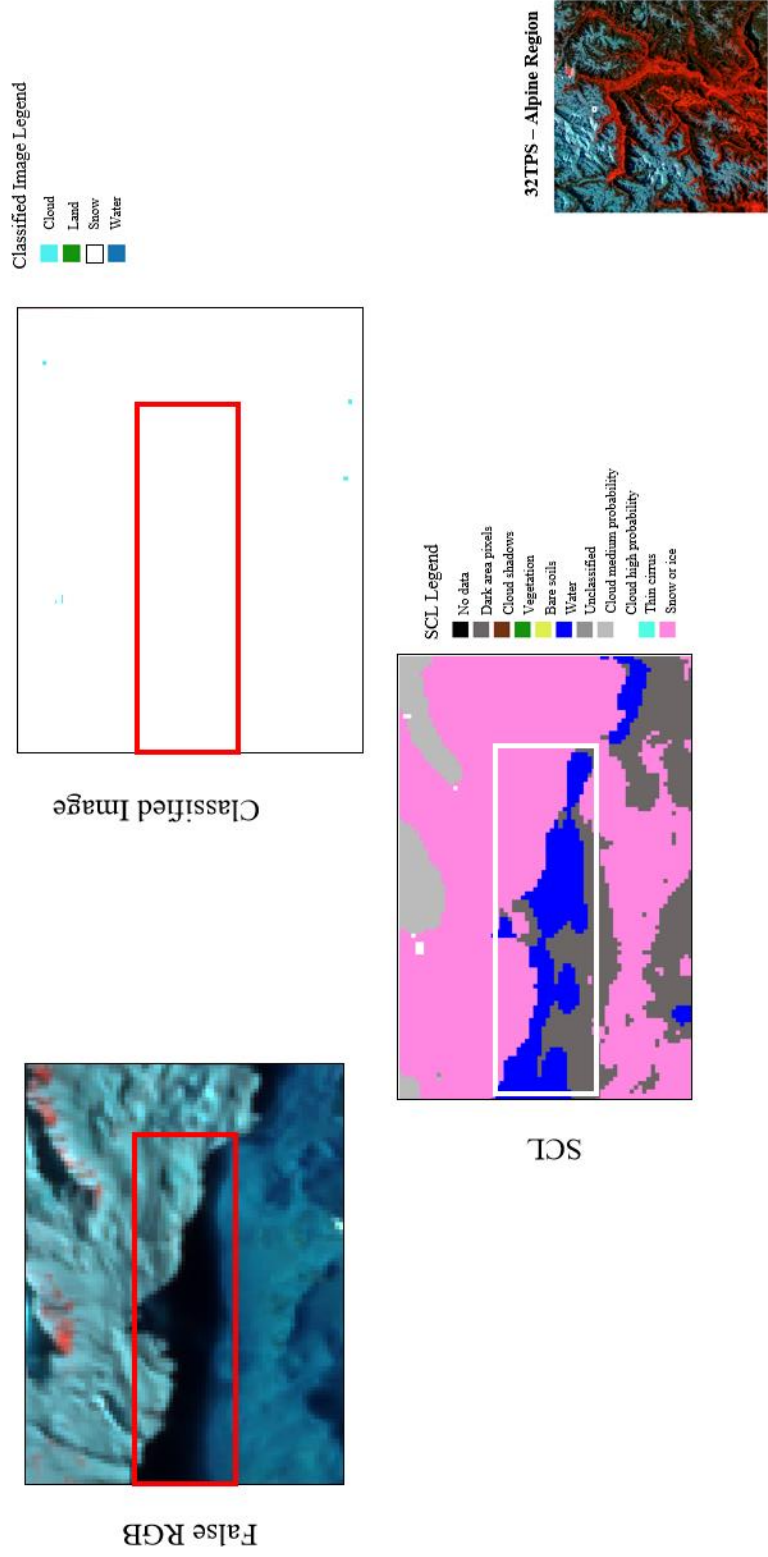 False RGB
Classified Image
Classified Image Legend
Cloud
Land
Snow
Water
SCL
SCL Legend
No data
Dark area pixels
Cloud shadows
Vegetation
Bare soils
Water
Unclassified
Cloud medium probability
Cloud high probability
Thin cirrus
Snow or ice
32TPS – Alpine Region